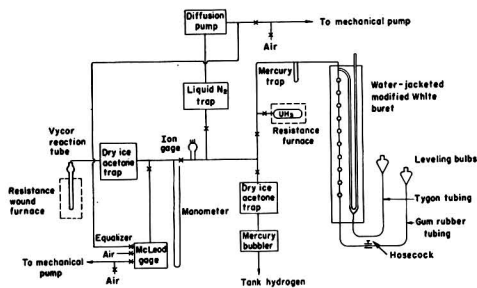 Diffusion
pump
To mechanical pump
Air
Mercury
trap
Water-jacketed
modified White
buret
Liquid N2
trap
UH3
Resistance
furnace
Ion
gage
Vycor
reaction
tube
Dry ice
acetone
trap
Leveling bulbs
Resistance
wound
furnace
Manometer
Dry ice
acetone
trap
Tygon tubing
Gum rubber
tubing
Equalizer
Mercury
bubbler
Hosecock
Air
McLeod
gage
To mechanical
pump
Air
Tank hydrogen